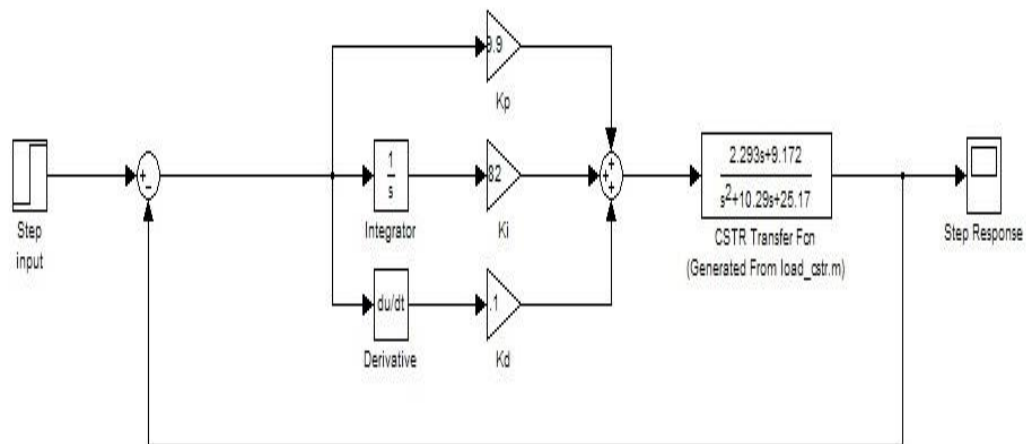 9.9
Kp
+
−
1
s
Integrator
82
Ki
+
+
+
2.293s+9.172
s2+10.29s+25.17
CSTR Transfer Fcn
(Generated From load_cstr.m)
Step
input
Step Response
du/dt
Derivative
.1
Kd